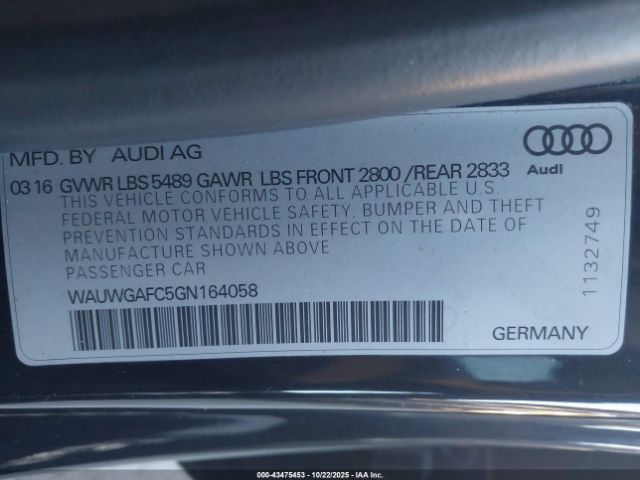 MFD. BY AUDI AG
03 16 GVWR LBS 5489 GAWR LBS FRONT 2800 /REAR 2833
THIS VEHICLE CONFORMS TO ALL APPLICABLE U.S.
FEDERAL MOTOR VEHICLE SAFETY, BUMPER AND THEFT
PREVENTION STANDARDS IN EFFECT ON THE DATE OF
MANUFACTURE SHOWN ABOVE
PASSENGER CAR
WAUWGAFC5GN164058
Audi
1132749
GERMANY
000-43475453 | 10/22/2025 | IAA Inc.